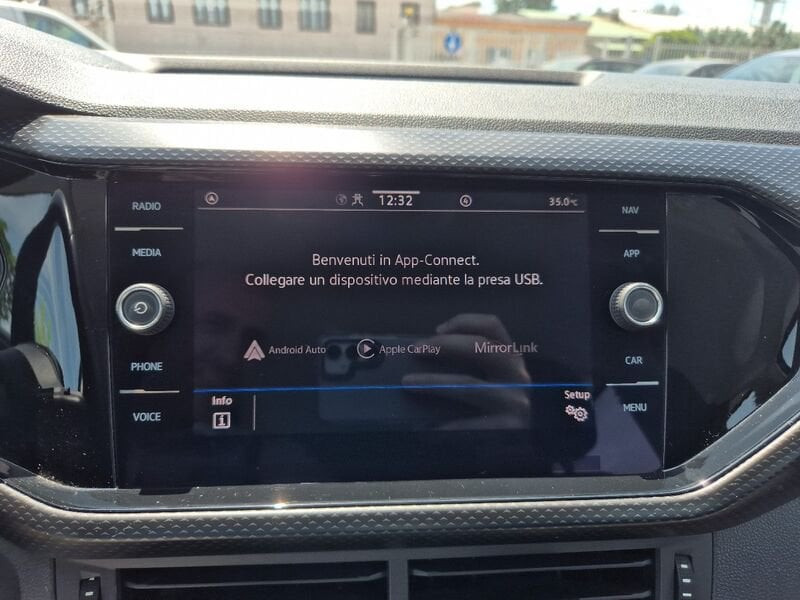 RADIO
MEDIA
PHONE
VOICE
12:32
4
35.0°C
Benvenuti in App-Connect.
Collegare un dispositivo mediante la presa USB.
Android Auto
Apple CarPlay
MirrorLink
Info
i
Setup
NAV
APP
CAR
MENU